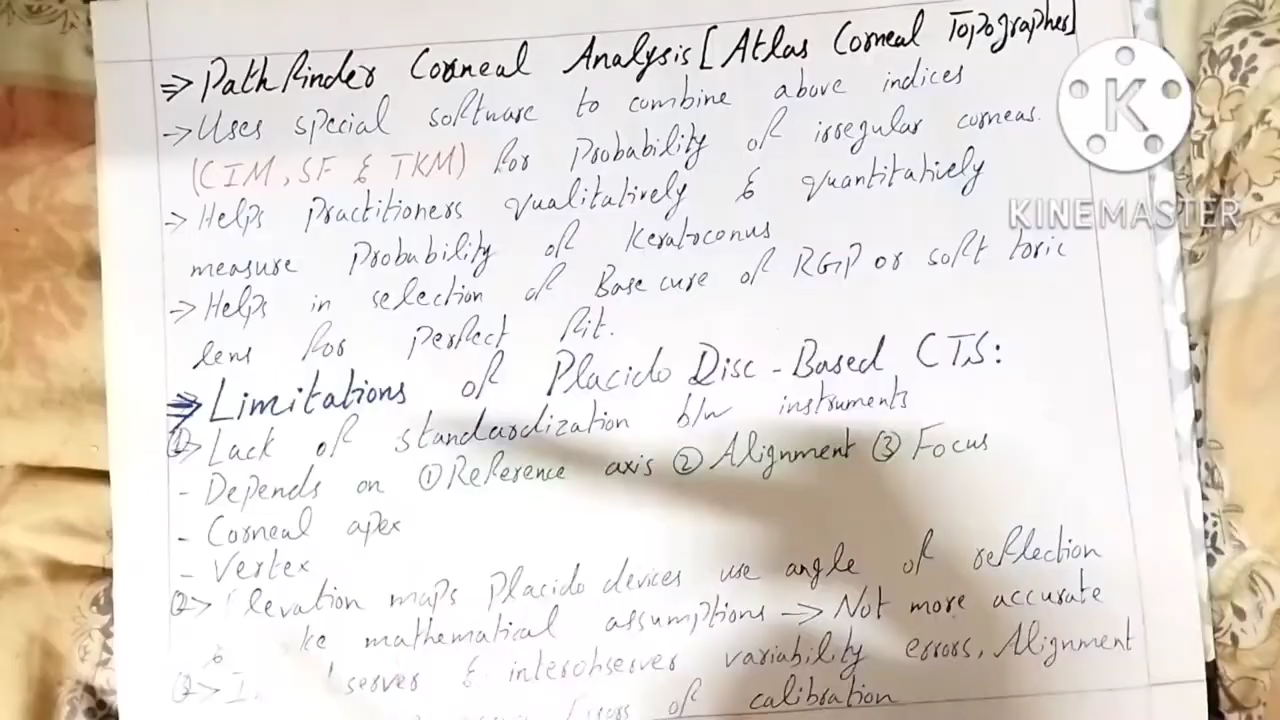 ⇒ Pathfinder Corneal Analysis [Atlas Corneal Topographer]
→ Uses special software to combine above indices
(CIM, SF & TKM) for Probability of irregular corneas.
→ Helps Practitioners qualitatively & quantitatively
measure Probability of Keratoconus
→ Helps in selection of Base cure of RGP or soft toric
lens for perfect fit.
⇒ Limitations of Placido Disc-Based CTS:
① Lack of standardization b/w instruments
- Depends on ① Reference axis ② Alignment ③ Focus
- Corneal apex
- Vertex
②> Elevation maps Placido devices use angle of reflection
& mathematical assumptions → Not more accurate
& interobserver variability errors, Alignment
of calibration
K
KINEMASTER